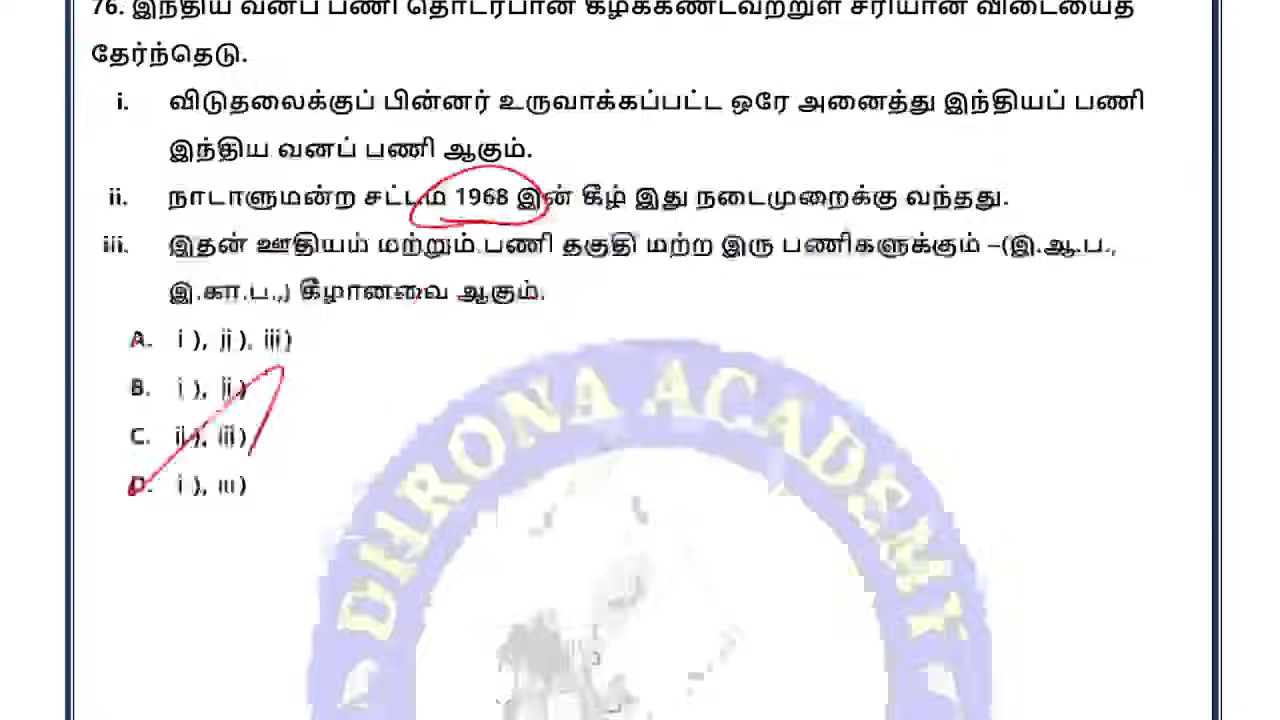 76. இந்திய வனப் பணி தொடர்பான கீழ்க்கண்டவற்றுள் சரியான விடையைத்
தேர்ந்தெடு.
i. விடுதலைக்குப் பின்னர் உருவாக்கப்பட்ட ஒரே அனைத்து இந்தியப் பணி
இந்திய வனப் பணி ஆகும்.
ii. நாடாளுமன்ற சட்டம் 1968 இன் கீழ் இது நடைமுறைக்கு வந்தது.
iii. இதன் ஊதியம் மற்றும் பணி தகுதி மற்ற இரு பணிகளுக்கும் –(இ.ஆ.ப.,
இ.கா.ப.,) கீழானவை ஆகும்.
A. i ), ii ), iii )
B. i ), ii )
C. ii ), iii )
D. i ), iii )
DHRONA ACADEMY